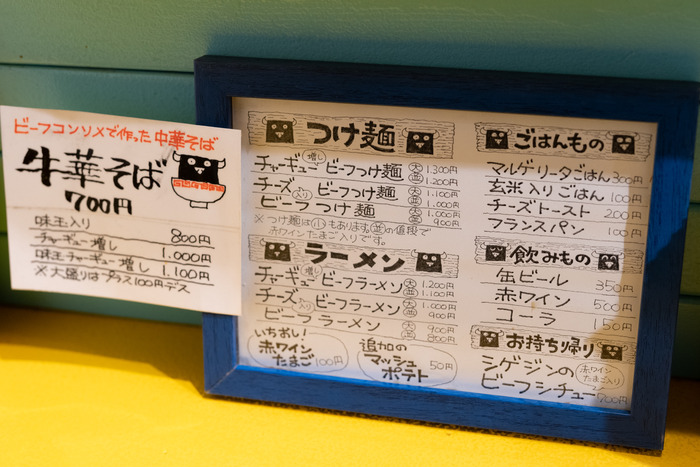 ビーフコンソメで作った中華そば
牛華そば
700円
味玉入り 800円
チャーギュー増し 1.000円
味玉チャーギュー増し 1.100円
※大盛りはプラス100円デス
つけ麺
チャーギュー増しビーフつけ麺 大 1.300円
並 1.200円
チーズ入りビーフつけ麺 大 1.100円
並 1.000円
ビーフつけ麺 大 1.000円
並 900円
※つけ麺は小もあります。並の値段で
赤ワインたまご入りです。
ラーメン
チャーギュー増しビーフラーメン 大 1.200円
並 1.100円
チーズ入りビーフラーメン 大 1.000円
並 900円
ビーフラーメン 大 900円
並 800円
いちおし!
赤ワイン
たまご 100円
追加の
マッシュ
ポテト 50円
ごはんもの
マルゲリータごはん 300円
玄米入りごはん 100円
チーズトースト 200円
フランスパン 100円
飲みもの
缶ビール 350円
赤ワイン 500円
コーラ 150円
お持ち帰り
シゲジンの
ビーフシチュー
赤ワイン
たまご入り